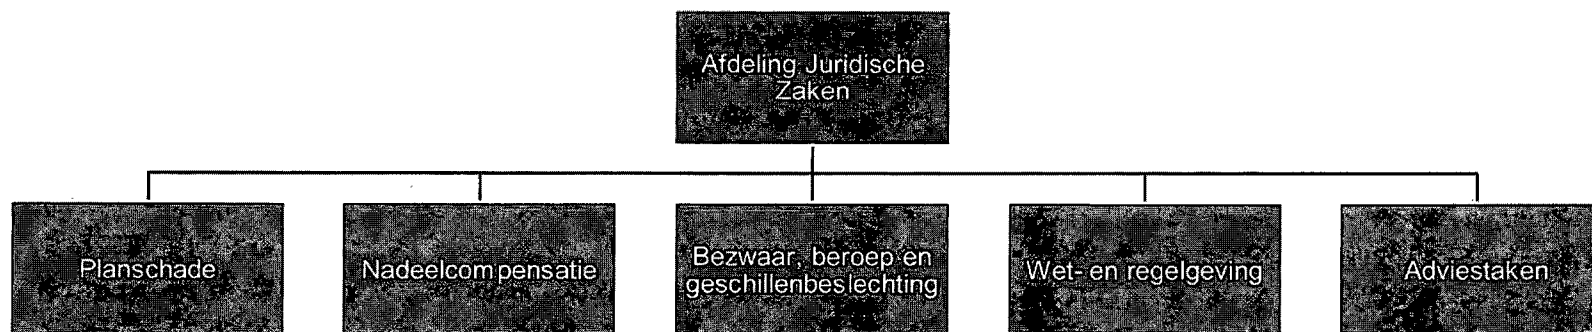 Afdeling Juridische
Zaken
Planschade
Nadeelcompensatie
Bezwaar, beroep en
geschillenbeslechting
Wet- en regelgeving
Adviestaken